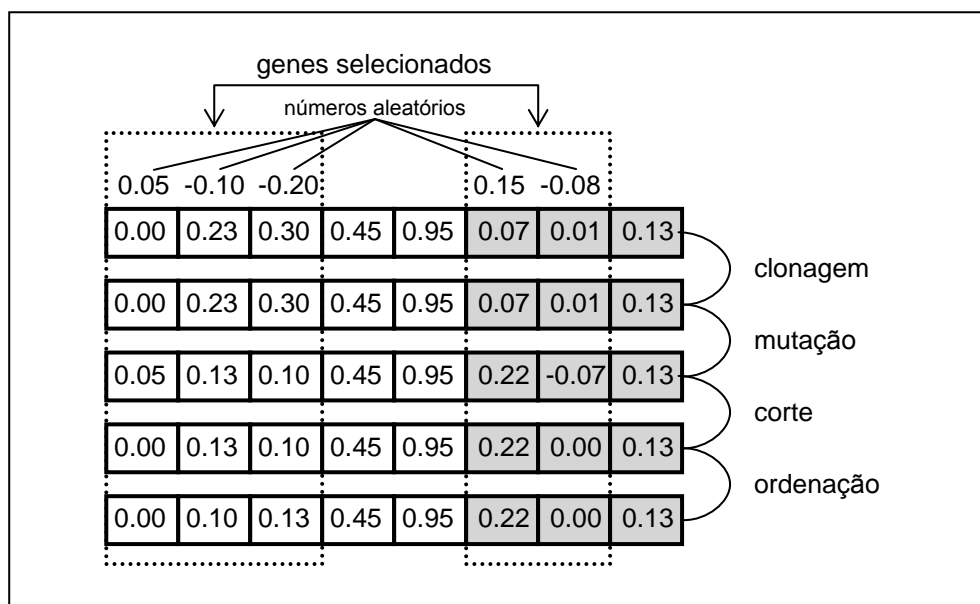 genes selecionados
números aleatórios
0.05 -0.10 -0.20 0.15 -0.08
0.00 0.23 0.30 0.45 0.95 0.07 0.01 0.13
clonagem
0.00 0.23 0.30 0.45 0.95 0.07 0.01 0.13
mutação
0.05 0.13 0.10 0.45 0.95 0.22 -0.07 0.13
corte
0.00 0.13 0.10 0.45 0.95 0.22 0.00 0.13
ordenação
0.00 0.10 0.13 0.45 0.95 0.22 0.00 0.13